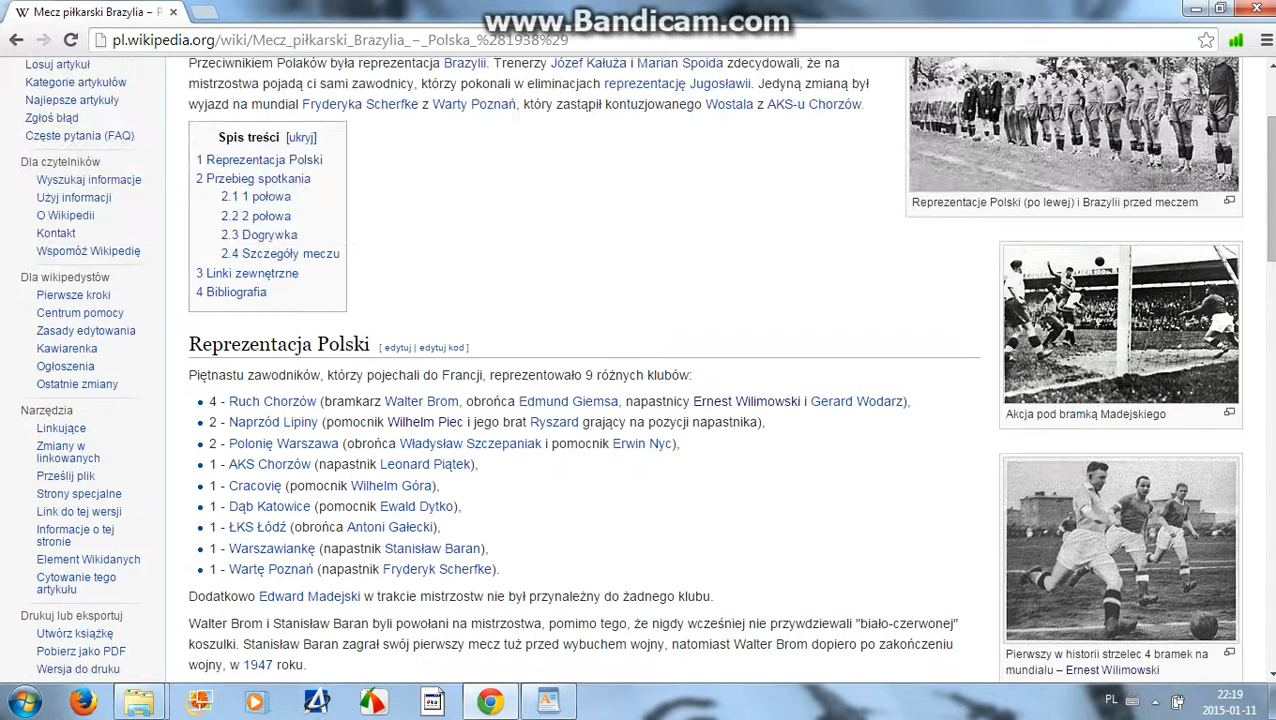 Mecz piłkarski Brazylia – P
www.Bandicam.com
pl.wikipedia.org/wiki/Mecz_piłkarski_Brazylia_–_Polska_%281938%29
Losuj artykuł
Kategorie artykułów
Najlepsze artykuły
Zgłoś błąd
Częste pytania (FAQ)
Dla czytelników
Wyszukaj informacje
Użyj informacji
O Wikipedii
Kontakt
Wspomóż Wikipedię
Dla wikipedystów
Pierwsze kroki
Centrum pomocy
Zasady edytowania
Kawiarenka
Ogłoszenia
Ostatnie zmiany
Narzędzia
Linkujące
Zmiany w
linkowanych
Prześlij plik
Strony specjalne
Link do tej wersji
Informacje o tej
stronie
Element Wikidanych
Cytowanie tego
artykułu
Drukuj lub eksportuj
Utwórz książkę
Pobierz jako PDF
Wersja do druku
Przeciwnikiem Polaków była reprezentacja Brazylii. Trenerzy Józef Kałuża i Marian Spoida zdecydowali, że na
mistrzostwa pojadą ci sami zawodnicy, którzy pokonali w eliminacjach reprezentację Jugosławii. Jedyną zmianą był
wyjazd na mundial Fryderyka Scherfke z Warty Poznań, który zastąpił kontuzjowanego Wostala z AKS-u Chorzów.
Spis treści [ukryj]
1 Reprezentacja Polski
2 Przebieg spotkania
2.1 1 połowa
2.2 2 połowa
2.3 Dogrywka
2.4 Szczegóły meczu
3 Linki zewnętrzne
4 Bibliografia
Reprezentacja Polski [ edytuj | edytuj kod ]
Piętnastu zawodników, którzy pojechali do Francji, reprezentowało 9 różnych klubów:
4 - Ruch Chorzów (bramkarz Walter Brom, obrońca Edmund Giemsa, napastnicy Ernest Wilimowski i Gerard Wodarz),
2 - Naprzód Lipiny (pomocnik Wilhelm Piec i jego brat Ryszard grający na pozycji napastnika),
2 - Polonię Warszawa (obrońca Władysław Szczepaniak i pomocnik Erwin Nyc),
1 - AKS Chorzów (napastnik Leonard Piątek),
1 - Cracovię (pomocnik Wilhelm Góra),
1 - Dąb Katowice (pomocnik Ewald Dytko),
1 - ŁKS Łódź (obrońca Antoni Gałecki),
1 - Warszawiankę (napastnik Stanisław Baran),
1 - Wartę Poznań (napastnik Fryderyk Scherfke).
Dodatkowo Edward Madejski w trakcie mistrzostw nie był przynależny do żadnego klubu.
Walter Brom i Stanisław Baran byli powołani na mistrzostwa, pomimo tego, że nigdy wcześniej nie przywdziewali "biało-czerwonej"
koszulki. Stanisław Baran zagrał swój pierwszy mecz tuż przed wybuchem wojny, natomiast Walter Brom dopiero po zakończeniu
wojny, w 1947 roku.
Reprezentacje Polski (po lewej) i Brazylii przed meczem
Akcja pod bramką Madejskiego
Pierwszy w historii strzelec 4 bramek na
mundialu – Ernest Wilimowski
PL
22:19
2015-01-11